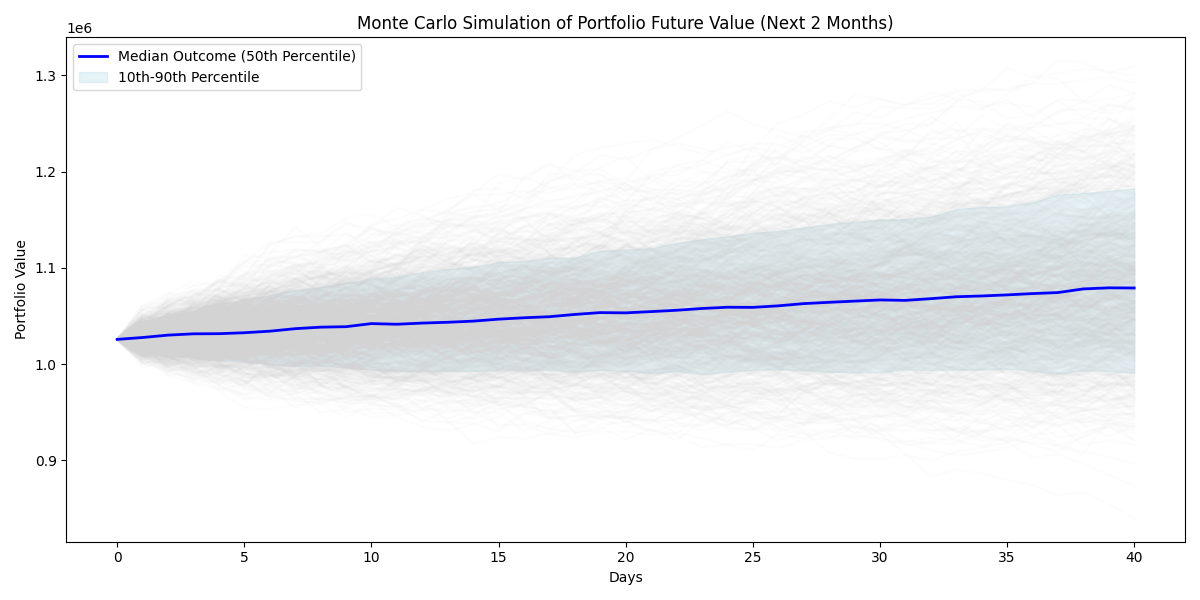 Monte Carlo Simulation of Portfolio Future Value (Next 2 Months)
1e6
Median Outcome (50th Percentile)
10th-90th Percentile
1.3
1.2
1.1
1.0
0.9
Portfolio Value
0 5 10 15 20 25 30 35 40
Days